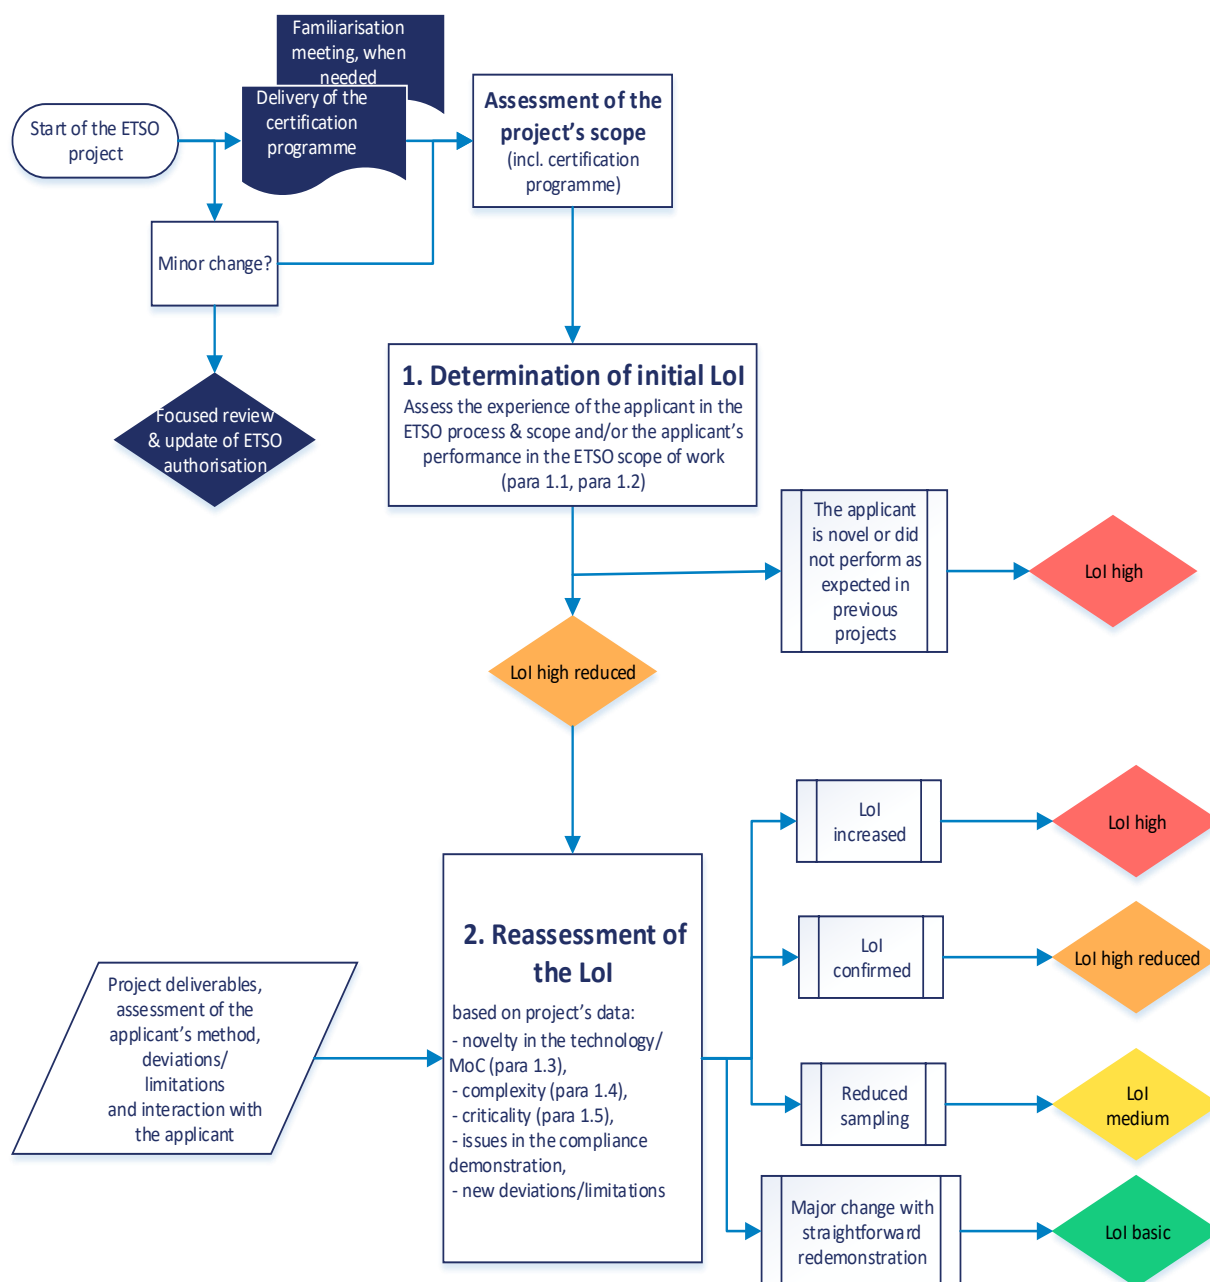 Familiarisation
meeting, when
needed
Delivery of the
certification
programme
Start of the ETSO
project
Assessment of the
project's scope
(incl. certification
programme)
Minor change?
Focused review
& update of ETSO
authorisation
1. Determination of initial LoI
Assess the experience of the applicant in the
ETSO process & scope and/or the applicant's
performance in the ETSO scope of work
(para 1.1, para 1.2)
The applicant
is novel or did
not perform as
expected in
previous
projects
LoI high
LoI high reduced
2. Reassessment of
the LoI
based on project's data:
- novelty in the technology/
MoC (para 1.3),
- complexity (para 1.4),
- criticality (para 1.5),
- issues in the compliance
demonstration,
- new deviations/limitations
Project deliverables,
assessment of the
applicant's method,
deviations/
limitations
and interaction with
the applicant
LoI
increased
LoI high
LoI
confirmed
LoI high reduced
Reduced
sampling
LoI
medium
Major change with
straightforward
redemonstration
LoI basic